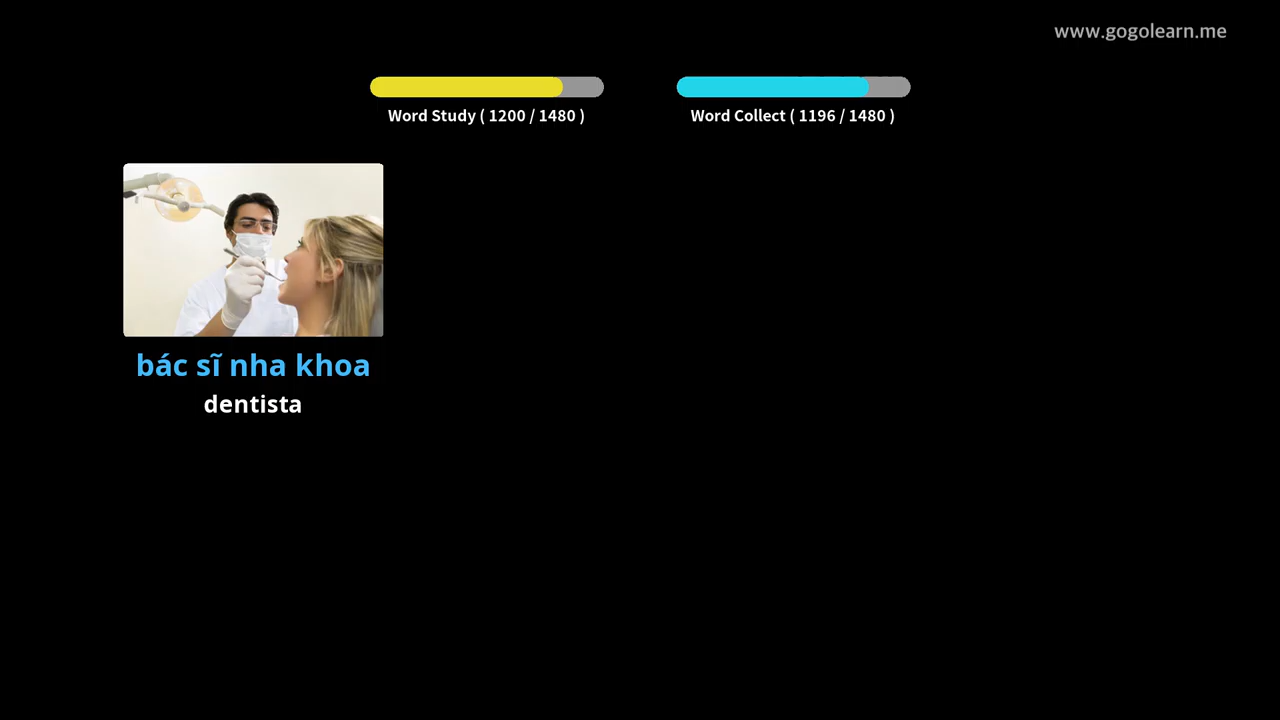 www.gogolearn.me
Word Study ( 1200 / 1480 )
Word Collect ( 1196 / 1480 )
bác sĩ nha khoa
dentista